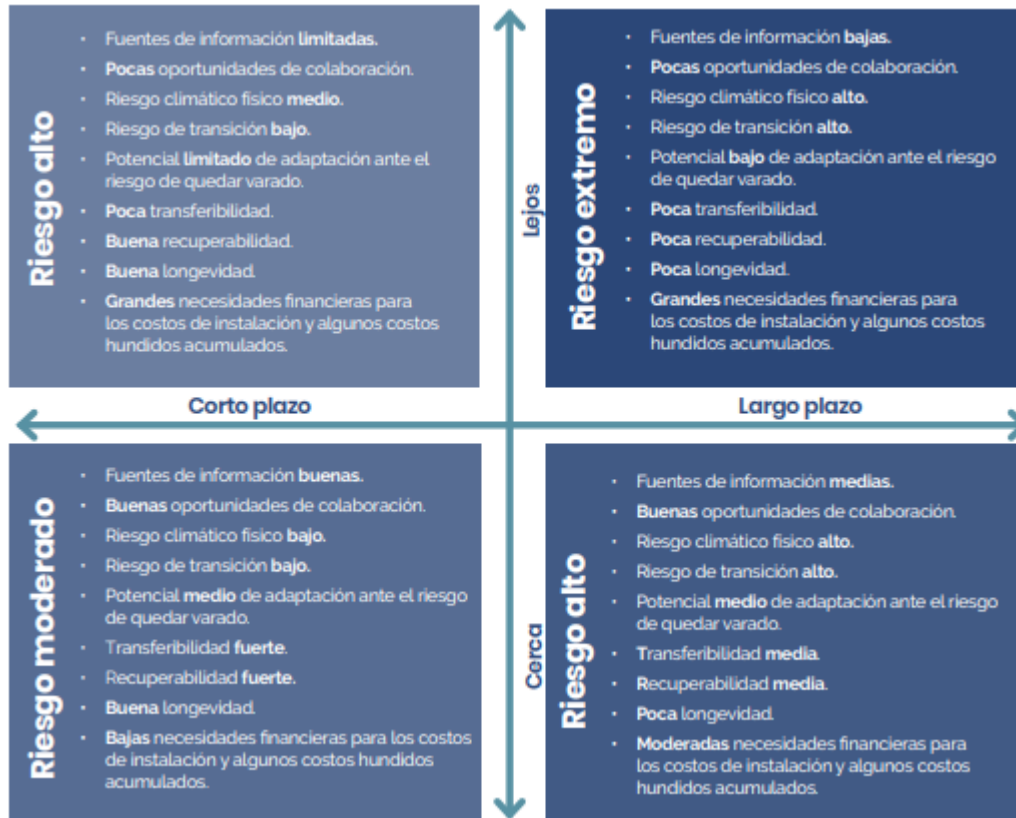 Riesgo alto
• Fuentes de información limitadas.
• Pocas oportunidades de colaboración.
• Riesgo climático físico medio.
• Riesgo de transición bajo.
• Potencial limitado de adaptación ante el
riesgo de quedar varado.
• Poca transferibilidad.
• Buena recuperabilidad.
• Buena longevidad.
• Grandes necesidades financieras para
los costos de instalación y algunos costos
hundidos acumulados.
Lejos
Riesgo extremo
• Fuentes de información bajas.
• Pocas oportunidades de colaboración.
• Riesgo climático físico alto.
• Riesgo de transición alto.
• Potencial bajo de adaptación ante el riesgo
de quedar varado.
• Poca transferibilidad.
• Poca recuperabilidad.
• Poca longevidad.
• Grandes necesidades financieras para
los costos de instalación y algunos costos
hundidos acumulados.
Corto plazo
Largo plazo
Riesgo moderado
• Fuentes de información buenas.
• Buenas oportunidades de colaboración.
• Riesgo climático físico bajo.
• Riesgo de transición bajo.
• Potencial medio de adaptación ante el riesgo
de quedar varado.
• Transferibilidad fuerte.
• Recuperabilidad fuerte.
• Buena longevidad.
• Bajas necesidades financieras para los costos
de instalación y algunos costos hundidos
acumulados.
Cerca
Riesgo alto
• Fuentes de información medias.
• Buenas oportunidades de colaboración.
• Riesgo climático físico alto.
• Riesgo de transición alto.
• Potencial medio de adaptación ante el riesgo
de quedar varado.
• Transferibilidad media.
• Recuperabilidad media.
• Poca longevidad.
• Moderadas necesidades financieras para
los costos de instalación y algunos costos
hundidos acumulados.